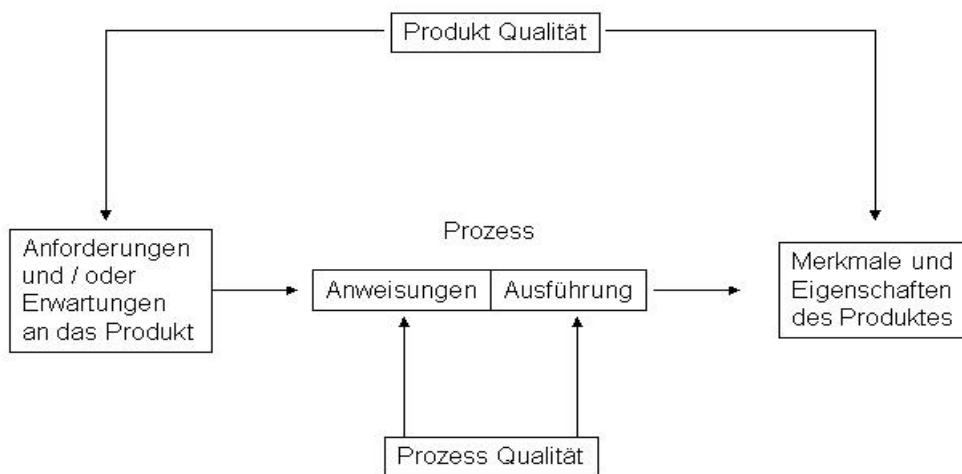 Produkt Qualität
Anforderungen
und / oder
Erwartungen
an das Produkt
Prozess
Anweisungen
Ausführung
Merkmale und
Eigenschaften
des Produktes
Prozess Qualität